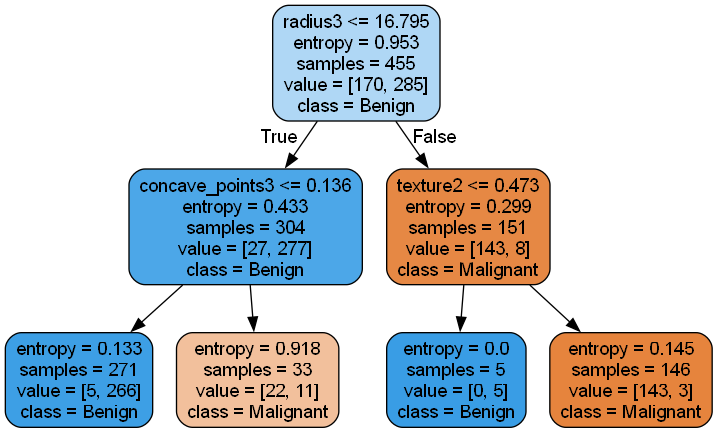 radius3 <= 16.795
entropy = 0.953
samples = 455
value = [170, 285]
class = Benign
True
False
concave_points3 <= 0.136
entropy = 0.433
samples = 304
value = [27, 277]
class = Benign
texture2 <= 0.473
entropy = 0.299
samples = 151
value = [143, 8]
class = Malignant
entropy = 0.133
samples = 271
value = [5, 266]
class = Benign
entropy = 0.918
samples = 33
value = [22, 11]
class = Malignant
entropy = 0.0
samples = 5
value = [0, 5]
class = Benign
entropy = 0.145
samples = 146
value = [143, 3]
class = Malignant